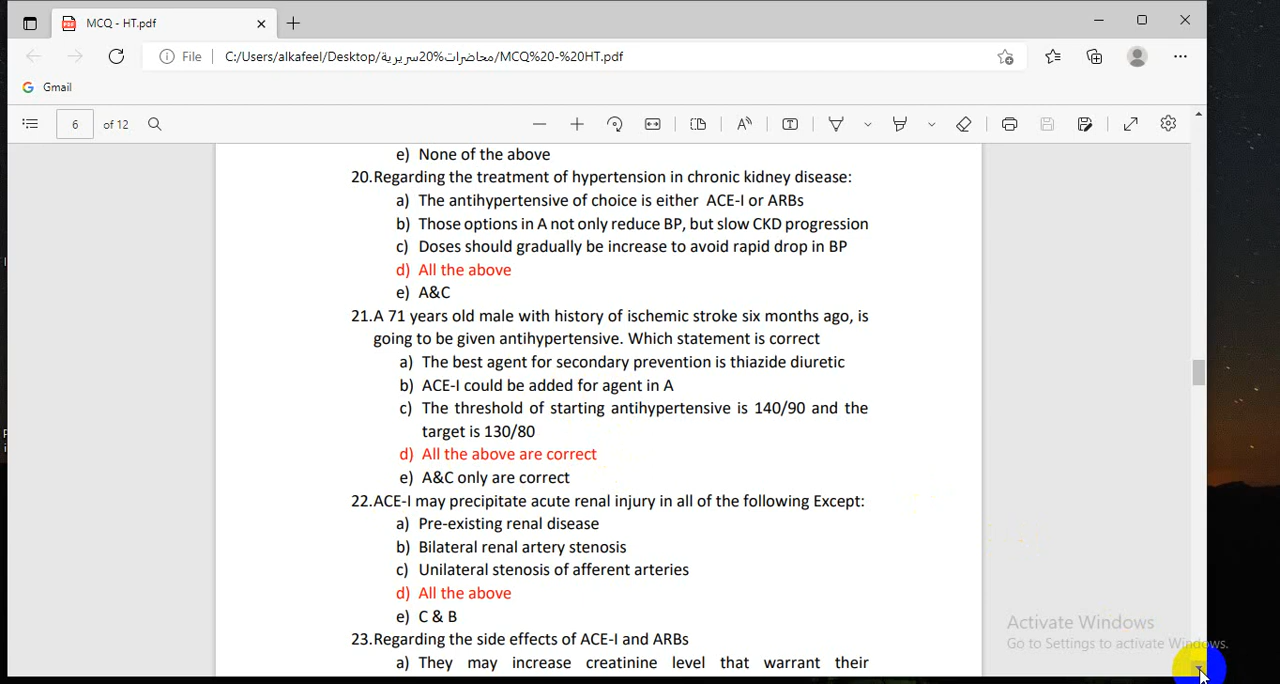 MCQ - HT.pdf
File C:/Users/alkafeel/Desktop/محاضرات%20سريرية/MCQ%20-%20HT.pdf
Gmail
6 of 12
e) None of the above
20.Regarding the treatment of hypertension in chronic kidney disease:
a) The antihypertensive of choice is either ACE-I or ARBs
b) Those options in A not only reduce BP, but slow CKD progression
c) Doses should gradually be increase to avoid rapid drop in BP
d) All the above
e) A&C
21.A 71 years old male with history of ischemic stroke six months ago, is
going to be given antihypertensive. Which statement is correct
a) The best agent for secondary prevention is thiazide diuretic
b) ACE-I could be added for agent in A
c) The threshold of starting antihypertensive is 140/90 and the
target is 130/80
d) All the above are correct
e) A&C only are correct
22.ACE-I may precipitate acute renal injury in all of the following Except:
a) Pre-existing renal disease
b) Bilateral renal artery stenosis
c) Unilateral stenosis of afferent arteries
d) All the above
e) C & B
23.Regarding the side effects of ACE-I and ARBs
a) They may increase creatinine level that warrant their
Activate Windows
Go to Settings to activate Windows.